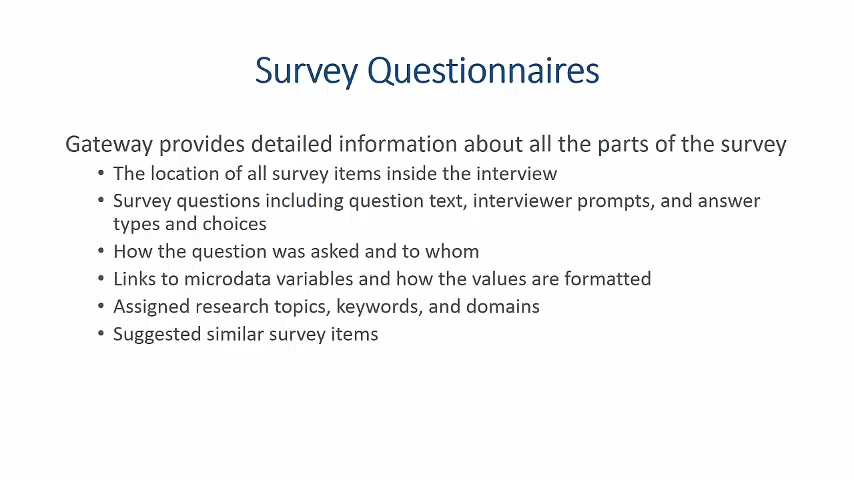 Survey Questionnaires
Gateway provides detailed information about all the parts of the survey
• The location of all survey items inside the interview
• Survey questions including question text, interviewer prompts, and answer
types and choices
• How the question was asked and to whom
• Links to microdata variables and how the values are formatted
• Assigned research topics, keywords, and domains
• Suggested similar survey items